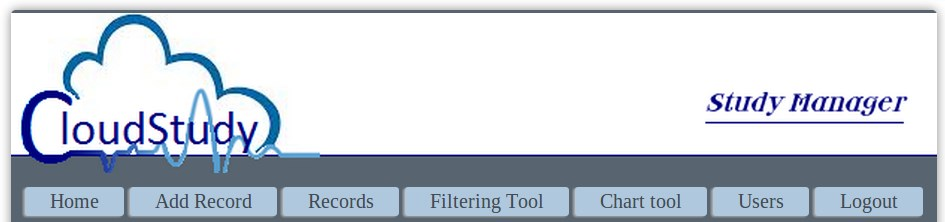 CloudStudy
Study Manager
Home Add Record Records Filtering Tool Chart tool Users Logout